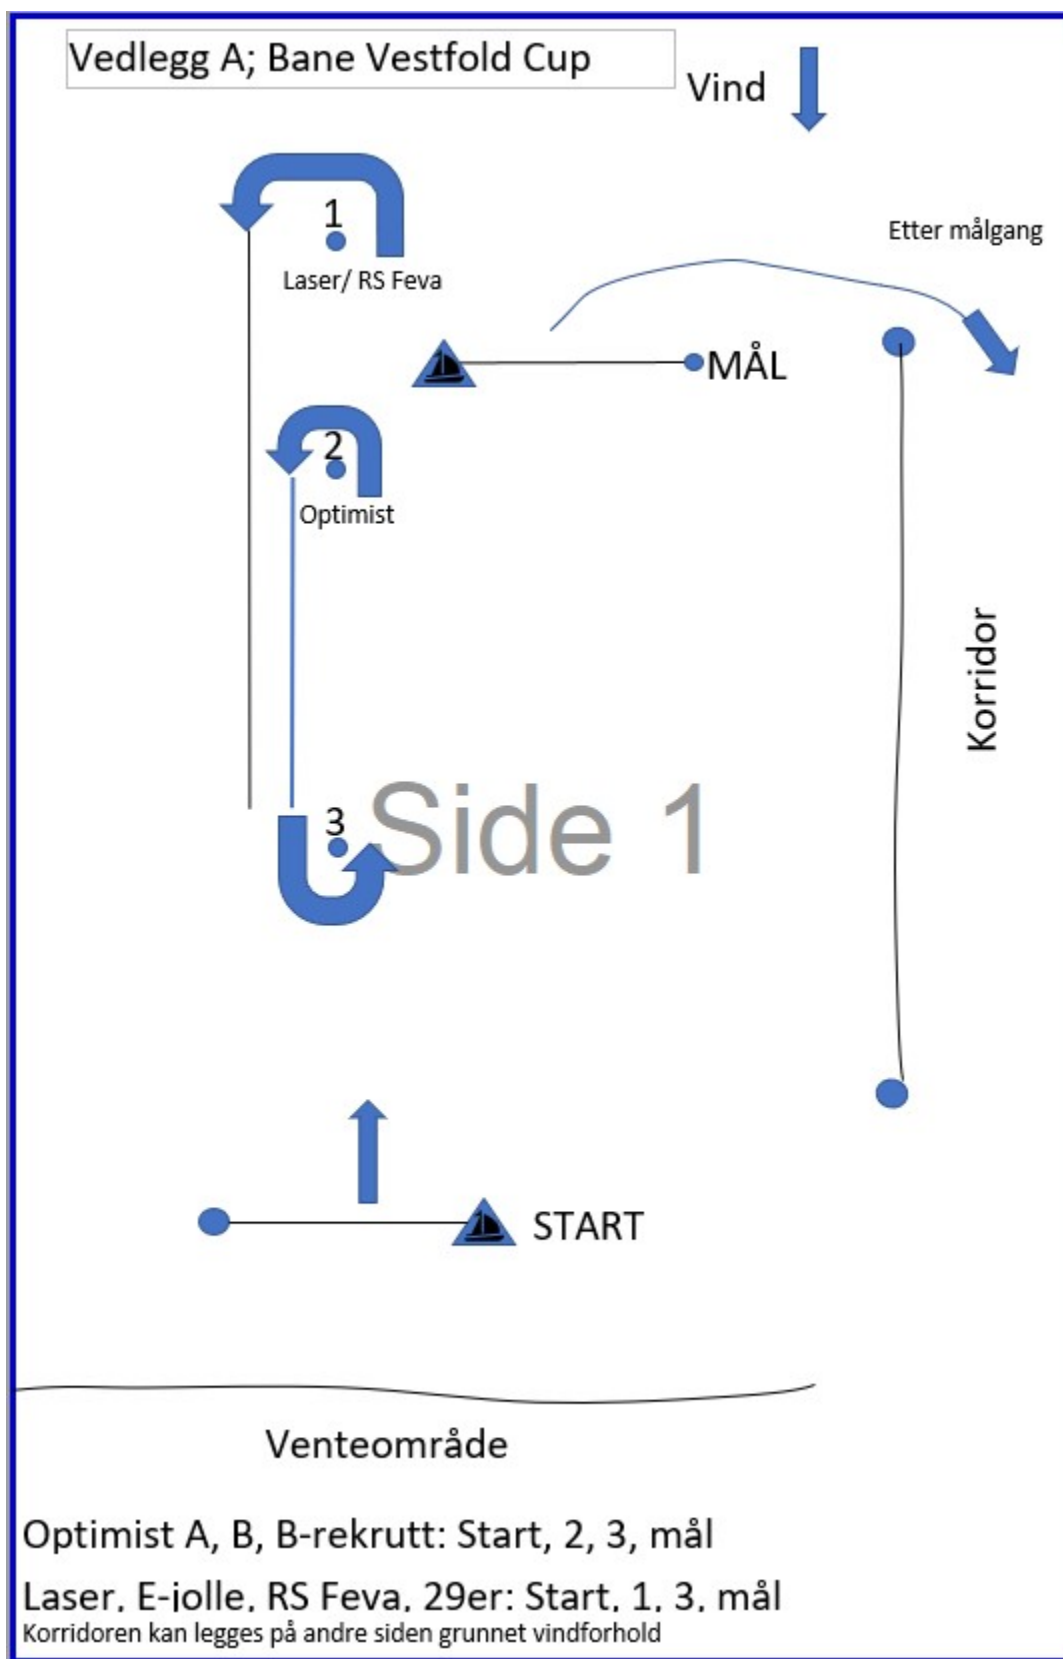 Vedlegg A; Bane Vestfold Cup
Vind
1
Laser/ RS Feva
Etter målgang
MÅL
2
Optimist
Korridor
3
Side 1
START
Venteområde
Optimist A, B, B-rekrutt: Start, 2, 3, mål
Laser, E-jolle, RS Feva, 29er: Start, 1, 3, mål
Korridoren kan legges på andre siden grunnet vindforhold